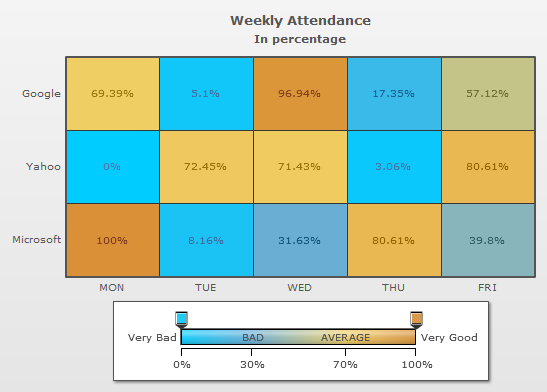 Weekly Attendance
In percentage
Google 69.39% 5.1% 96.94% 17.35% 57.12%
Yahoo 0% 72.45% 71.43% 3.06% 80.61%
Microsoft 100% 8.16% 31.63% 80.61% 39.8%
MON TUE WED THU FRI
Very Bad BAD AVERAGE Very Good
0% 30% 70% 100%